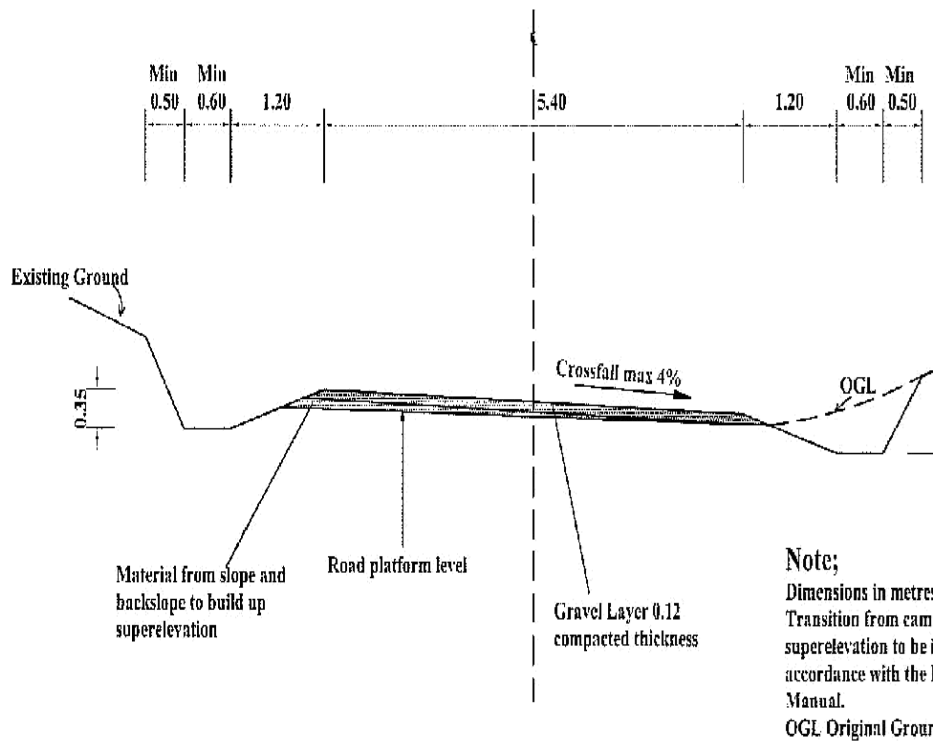 Min Min Min Min
0.50 0.60 1.20 5.40 1.20 0.60 0.50
Existing Ground
0.35
Crossfall max 4%
OGL
Material from slope and
backslope to build up
superelevation
Road platform level
Gravel Layer 0.12
compacted thickness
Note;
Dimensions in metres
Transition from cam
superelevation to be i
accordance with the
Manual.
OGL Original Groun